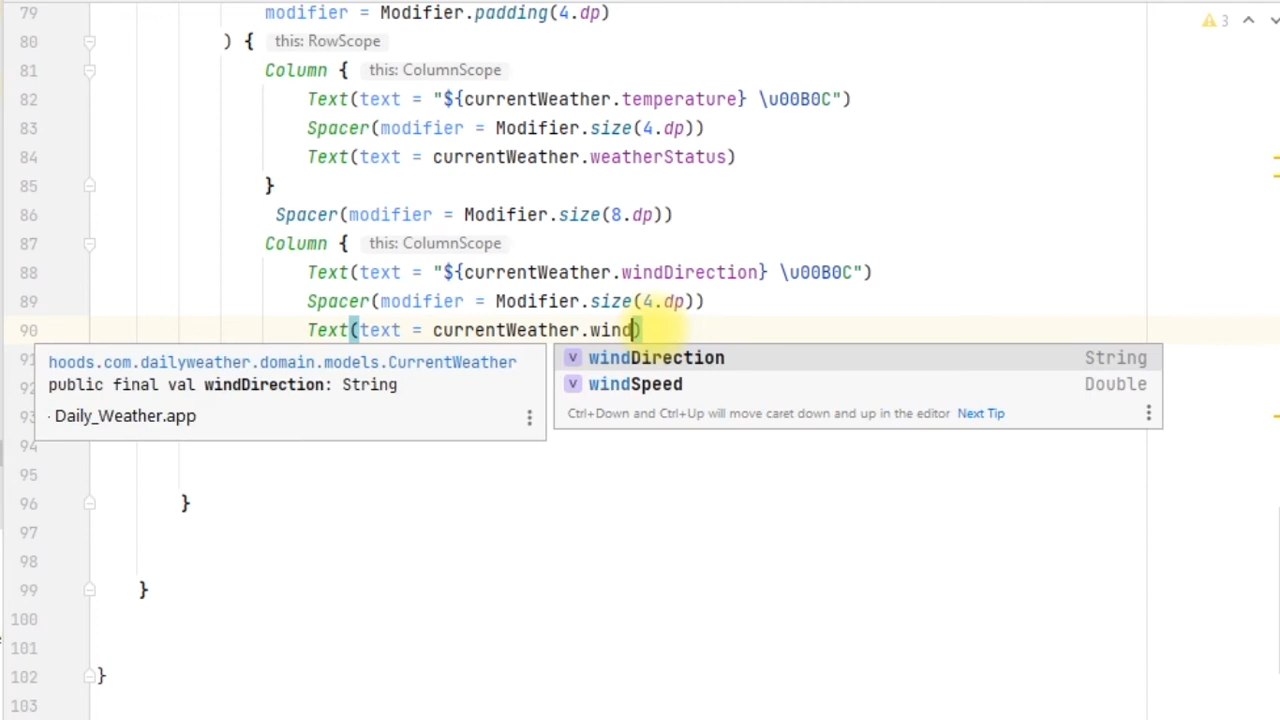 79 modifier = Modifier.padding(4.dp)
3
80 ) { this: RowScope
81 Column { this: ColumnScope
82 Text(text = "${currentWeather.temperature} \u00B0C")
83 Spacer(modifier = Modifier.size(4.dp))
84 Text(text = currentWeather.weatherStatus)
85 }
86 Spacer(modifier = Modifier.size(8.dp))
87 Column { this: ColumnScope
88 Text(text = "${currentWeather.windDirection} \u00B0C")
89 Spacer(modifier = Modifier.size(4.dp))
90 Text(text = currentWeather.wind)
91
hoods.com.dailyweather.domain.models.CurrentWeather
public final val windDirection: String
Daily_Weather.app
windDirection String
windSpeed Double
Ctrl+Down and Ctrl+Up will move caret down and up in the editor Next Tip
92
93
94
95
96 }
97
98
99 }
100
101
102 }
103